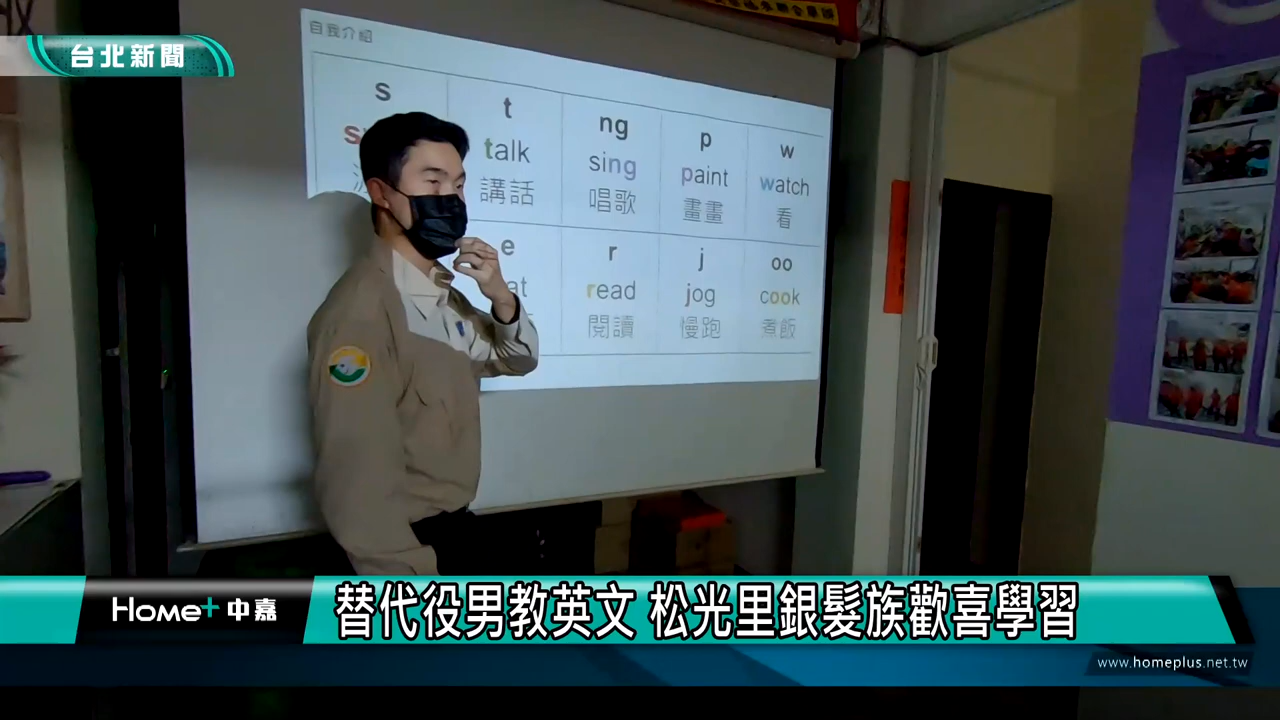 台北新聞
自我介紹
s t ng p w
talk sing paint watch
講話 唱歌 畫畫 看
e r j oo
read jog cook
閱讀 慢跑 煮飯
Home+ 中嘉
替代役男教英文 松光里銀髮族歡喜學習
www.homeplus.net.tw